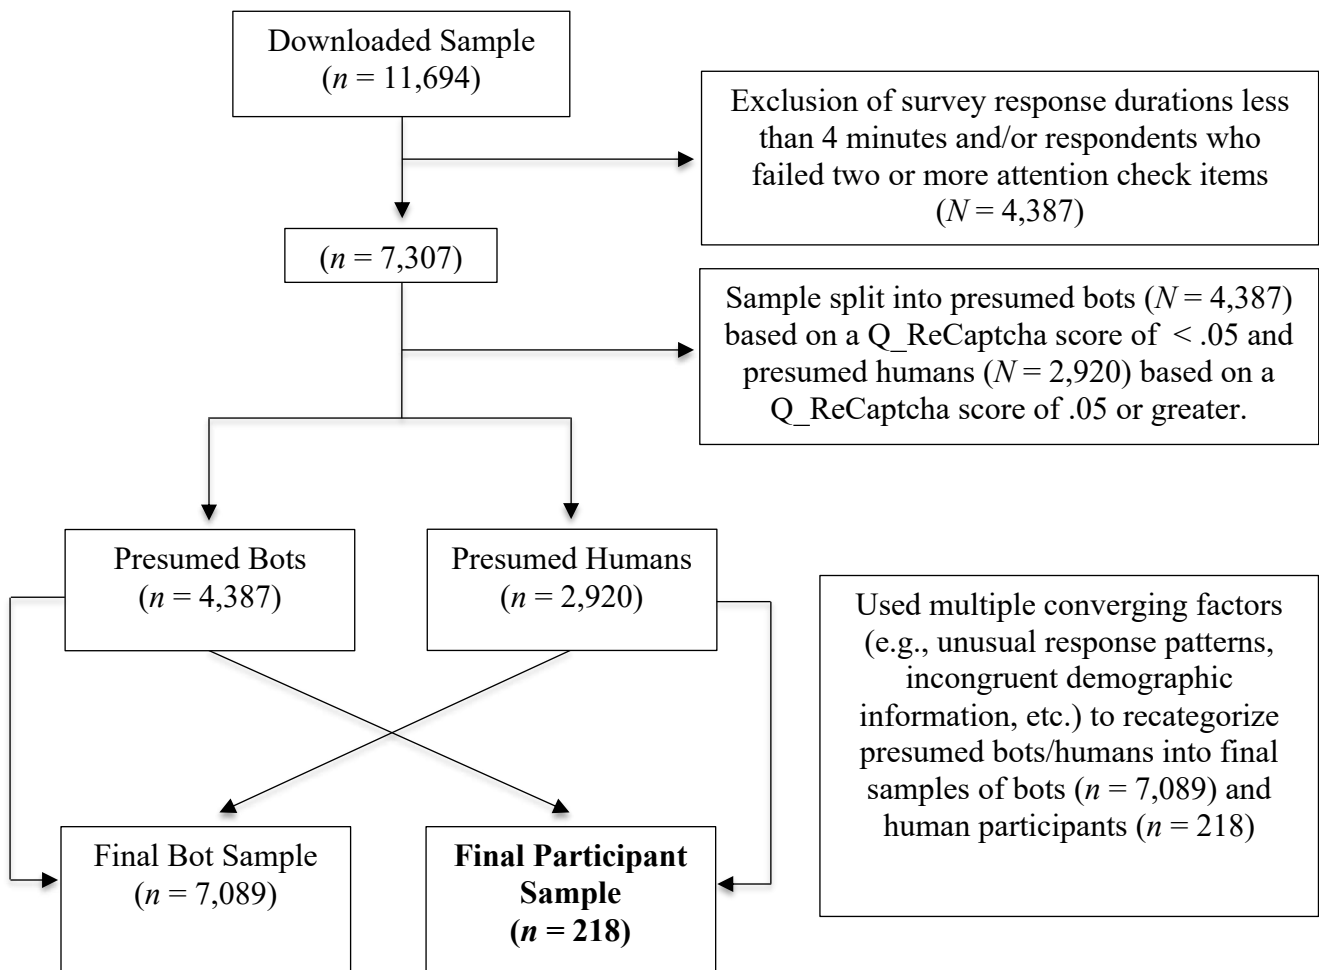 Downloaded Sample
(n = 11,694)
Exclusion of survey response durations less
than 4 minutes and/or respondents who
failed two or more attention check items
(N = 4,387)
(n = 7,307)
Sample split into presumed bots (N = 4,387)
based on a Q_ReCaptcha score of < .05 and
presumed humans (N = 2,920) based on a
Q_ReCaptcha score of .05 or greater.
Presumed Bots
(n = 4,387)
Presumed Humans
(n = 2,920)
Used multiple converging factors
(e.g., unusual response patterns,
incongruent demographic
information, etc.) to recategorize
presumed bots/humans into final
samples of bots (n = 7,089) and
human participants (n = 218)
Final Bot Sample
(n = 7,089)
Final Participant
Sample
(n = 218)